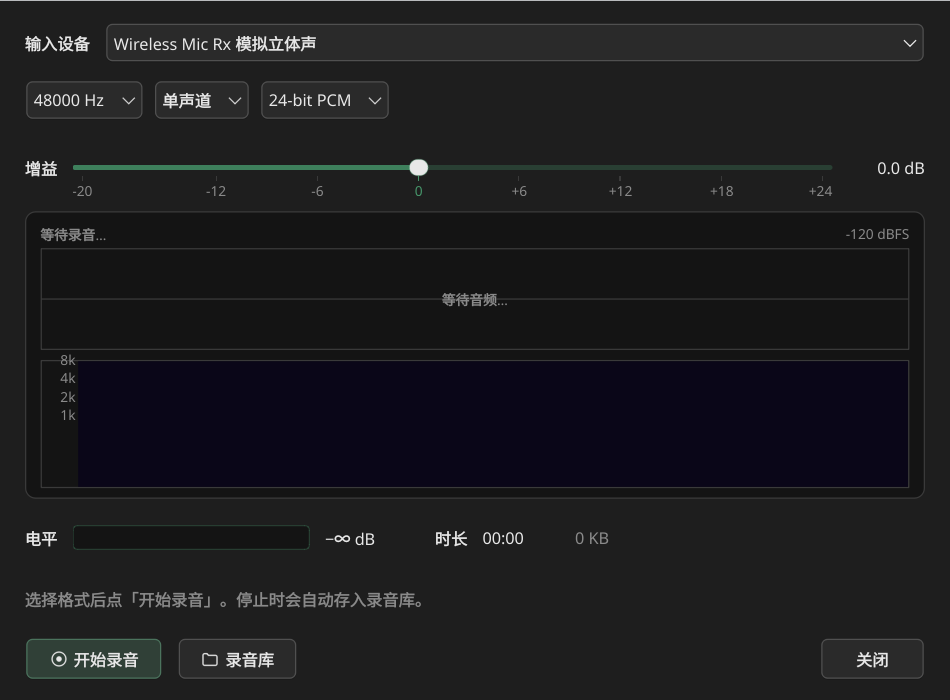 输入设备 Wireless Mic Rx 模拟立体声
48000 Hz 单声道 24-bit PCM
增益 0.0 dB
-20 -12 -6 0 +6 +12 +18 +24
等待录音... -120 dBFS
等待音频...
8k
4k
2k
1k
电平 -∞ dB 时长 00:00 0 KB
选择格式后点「开始录音」。停止时会自动存入录音库。
开始录音 录音库 关闭